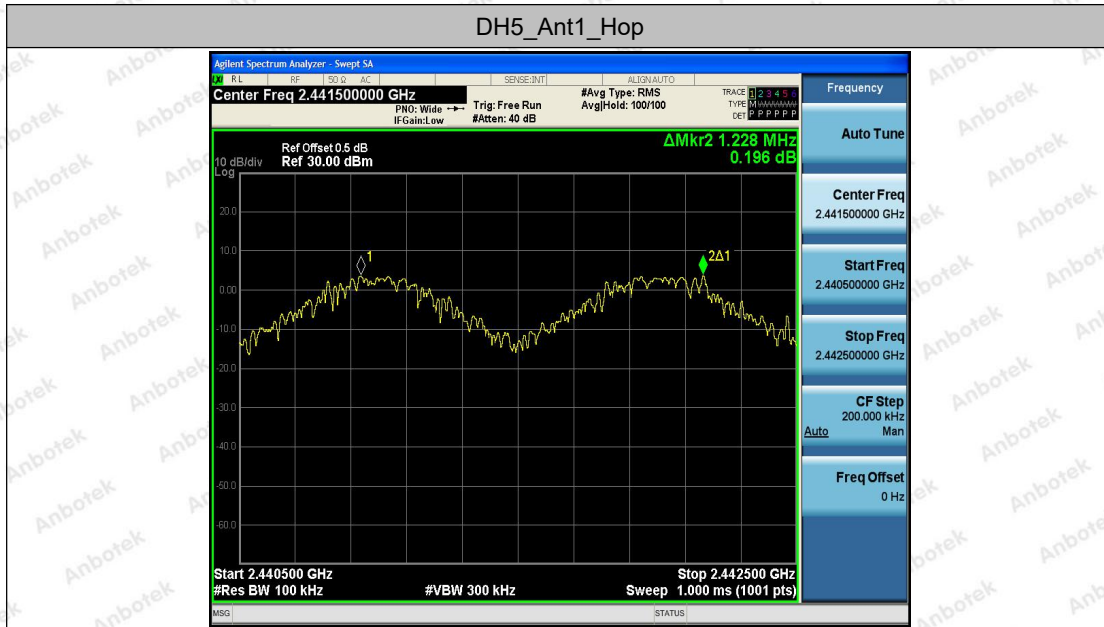 DH5_Ant1_Hop
Agilent Spectrum Analyzer - Swept SA
RL RF 50 Ω AC SENSE:INT ALIGNAUTO
Center Freq 2.441500000 GHz
PNO: Wide
IFGain:Low
Trig: Free Run
#Atten: 40 dB
#Avg Type: RMS
Avg|Hold: 100/100
TRACE 1 2 3 4 5 6
TYPE M
DET P P P P P P
Ref Offset 0.5 dB
10 dB/div Ref 30.00 dBm
Log
ΔMkr2 1.228 MHz
0.196 dB
20.0
10.0
0.00
-10.0
-20.0
-30.0
-40.0
-50.0
-60.0
1
2Δ1
Start 2.440500 GHz Stop 2.442500 GHz
#Res BW 100 kHz #VBW 300 kHz Sweep 1.000 ms (1001 pts)
MSG STATUS
Frequency
Auto Tune
Center Freq
2.441500000 GHz
Start Freq
2.440500000 GHz
Stop Freq
2.442500000 GHz
CF Step
200.000 kHz
Auto Man
Freq Offset
0 Hz
Anbotek